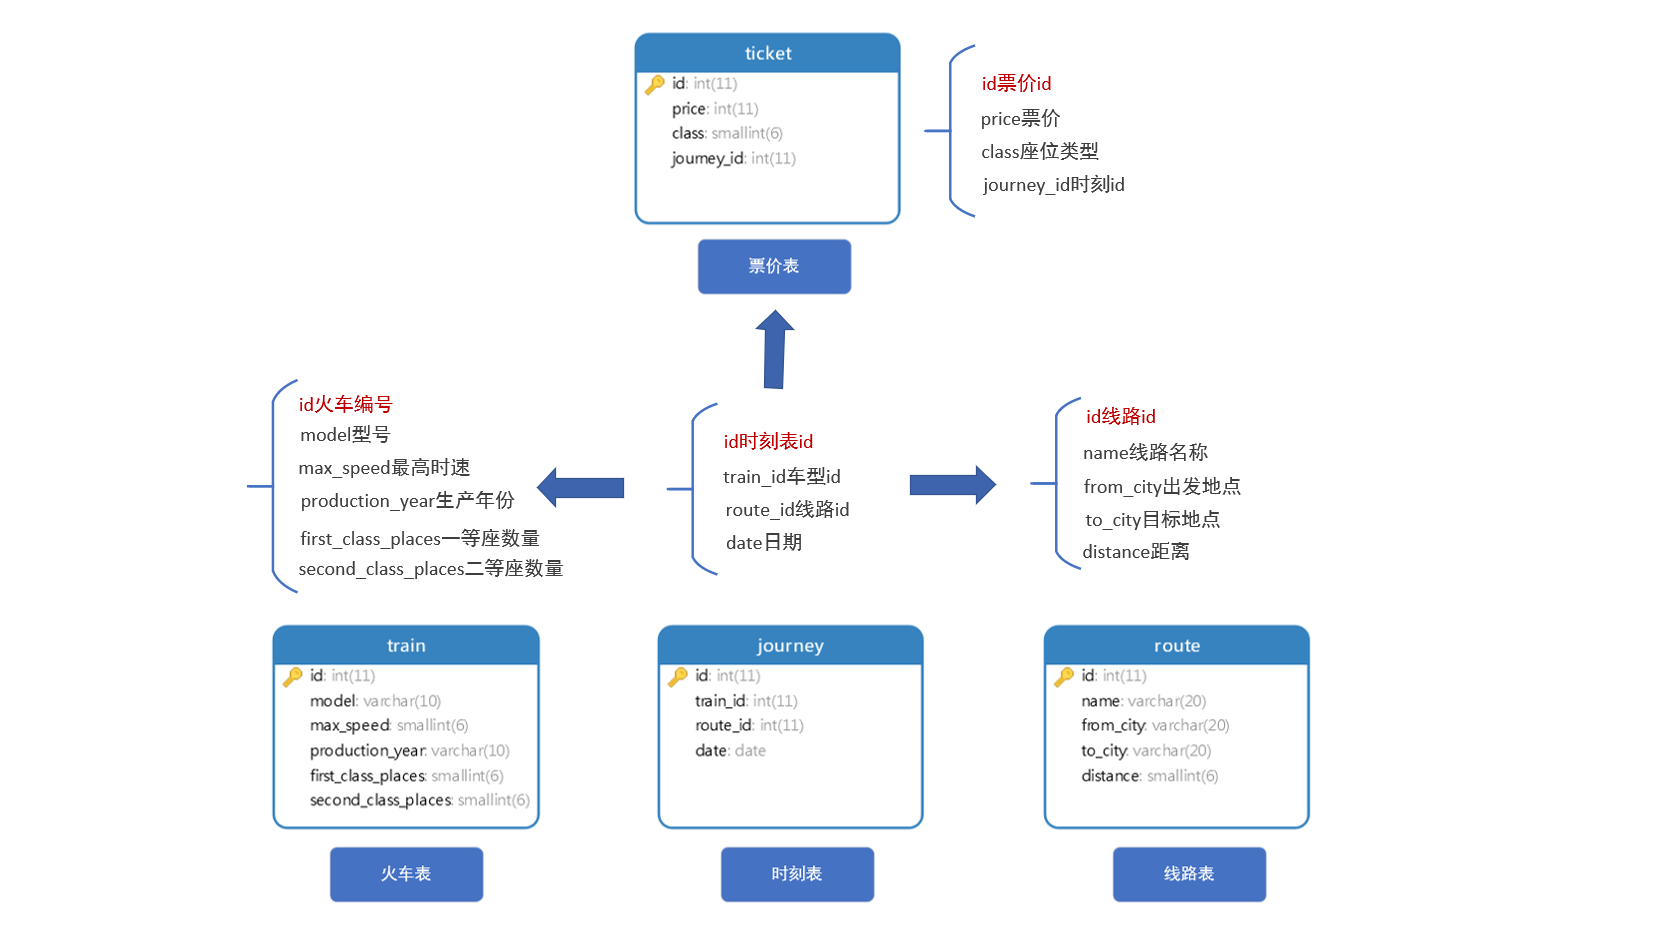 ticket
id: int(11)
price: int(11)
class: smallint(6)
journey_id: int(11)
id票价id
price票价
class座位类型
journey_id时刻id
票价表
id火车编号
model型号
max_speed最高时速
production_year生产年份
first_class_places一等座数量
second_class_places二等座数量
id时刻表id
train_id车型id
route_id线路id
date日期
id线路id
name线路名称
from_city出发地点
to_city目标地点
distance距离
train
id: int(11)
model: varchar(10)
max_speed: smallint(6)
production_year: varchar(10)
first_class_places: smallint(6)
second_class_places: smallint(6)
火车表
journey
id: int(11)
train_id: int(11)
route_id: int(11)
date: date
时刻表
route
id: int(11)
name: varchar(20)
from_city: varchar(20)
to_city: varchar(20)
distance: smallint(6)
线路表